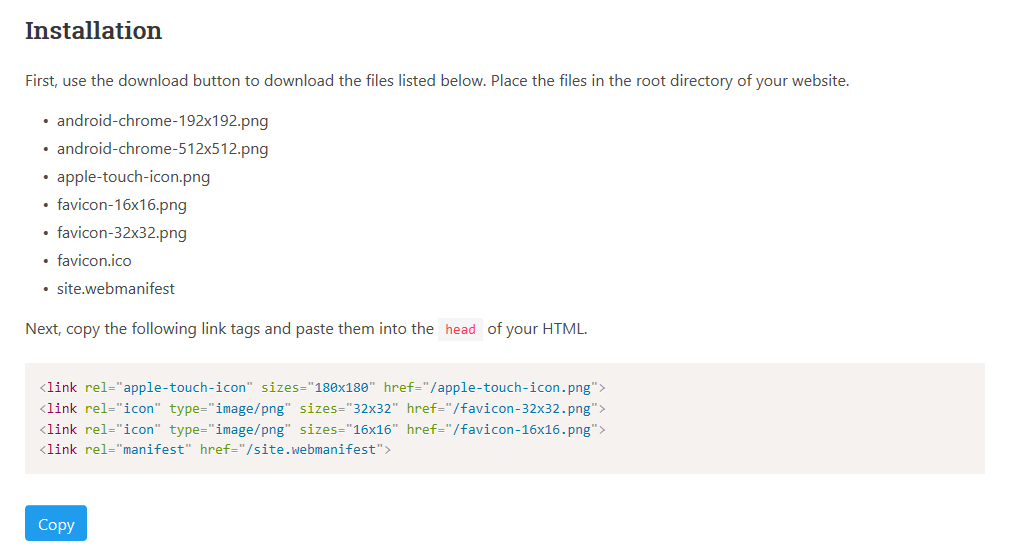 Installation
First, use the download button to download the files listed below. Place the files in the root directory of your website.
• android-chrome-192x192.png
• android-chrome-512x512.png
• apple-touch-icon.png
• favicon-16x16.png
• favicon-32x32.png
• favicon.ico
• site.webmanifest
Next, copy the following link tags and paste them into the head of your HTML.
<link rel="apple-touch-icon" sizes="180x180" href="/apple-touch-icon.png">
<link rel="icon" type="image/png" sizes="32x32" href="/favicon-32x32.png">
<link rel="icon" type="image/png" sizes="16x16" href="/favicon-16x16.png">
<link rel="manifest" href="/site.webmanifest">
Copy